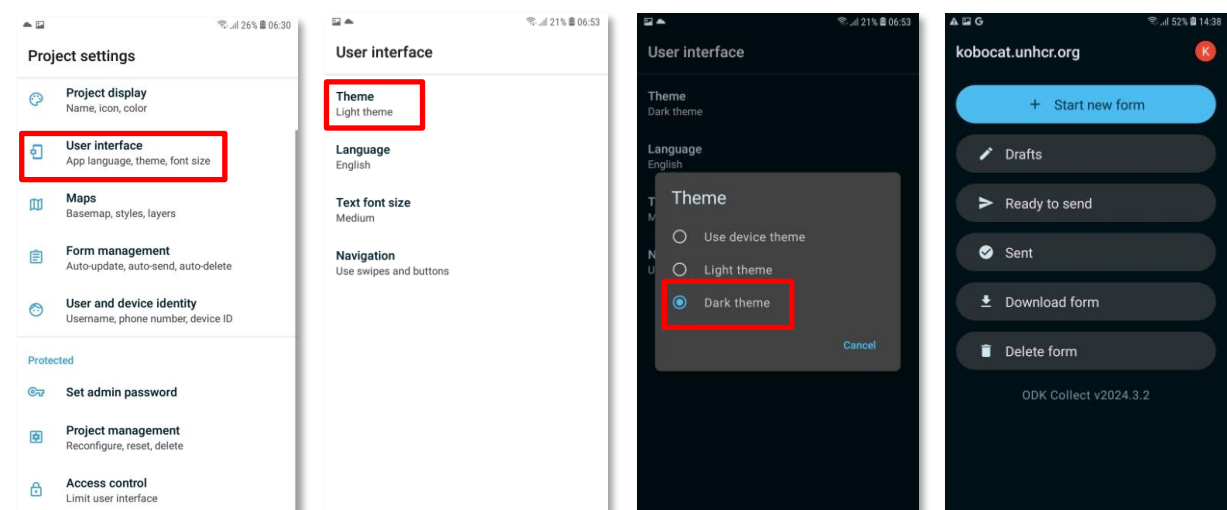 26% 06:30
Project settings
Project display
Name, icon, color
User interface
App language, theme, font size
Maps
Basemap, styles, layers
Form management
Auto-update, auto-send, auto-delete
User and device identity
Username, phone number, device ID
Protected
Set admin password
Project management
Reconfigure, reset, delete
Access control
Limit user interface
21% 06:53
User interface
Theme
Light theme
Language
English
Text font size
Medium
Navigation
Use swipes and buttons
21% 06:53
User interface
Theme
Dark theme
Language
English
T
M
N
U
Theme
Use device theme
Light theme
Dark theme
Cancel
G 52% 14:38
kobocat.unhcr.org
K
+ Start new form
Drafts
Ready to send
Sent
Download form
Delete form
ODK Collect v2024.3.2